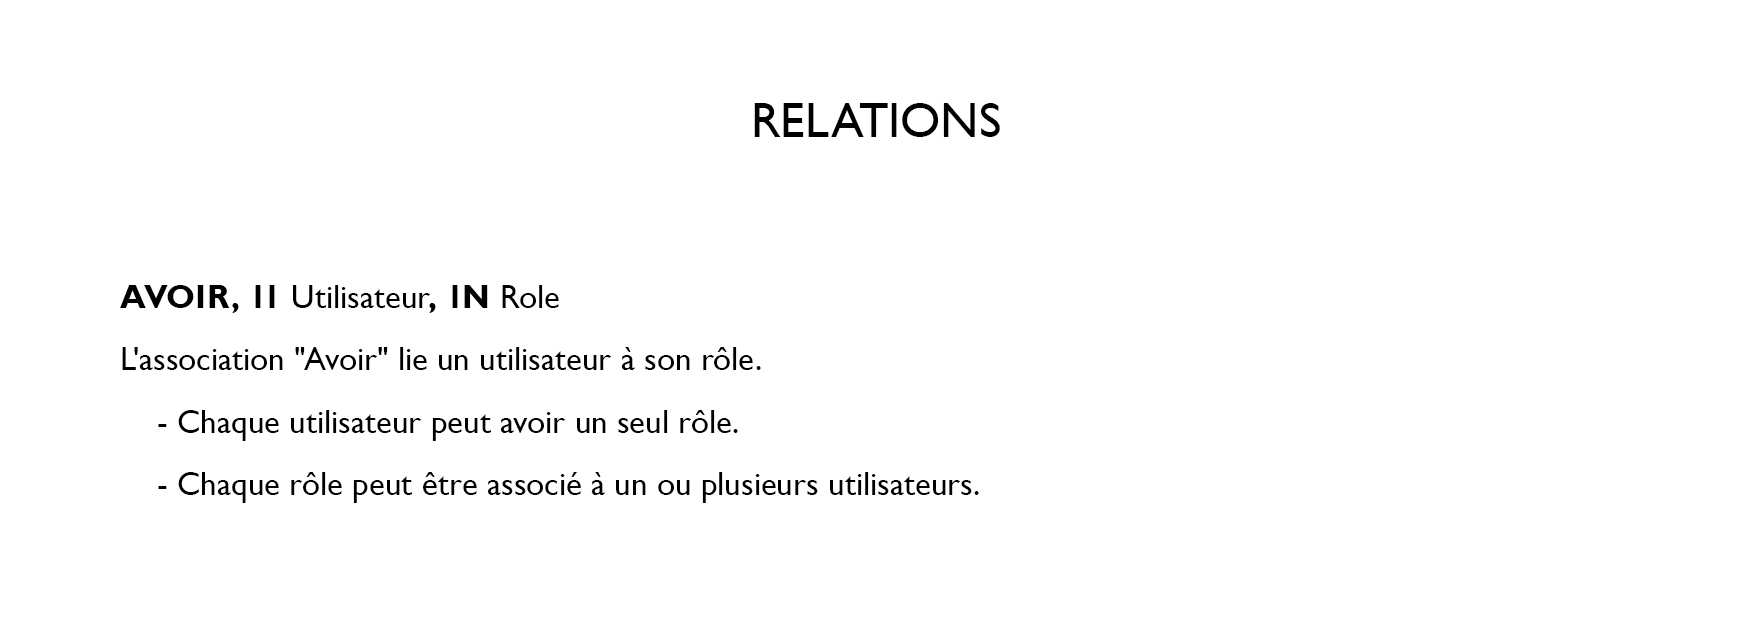 RELATIONS
AVOIR, 11 Utilisateur, 1N Role
L'association "Avoir" lie un utilisateur à son rôle.
- Chaque utilisateur peut avoir un seul rôle.
- Chaque rôle peut être associé à un ou plusieurs utilisateurs.